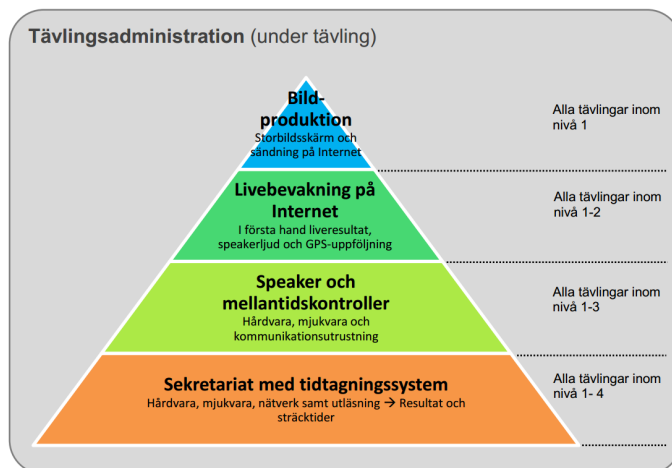 Tävlingsadministration (under tävling)
Bild-
produktion
Storbildsskärm och
sändning på Internet
Alla tävlingar inom
nivå 1
Livebevakning på
Internet
I första hand liveresultat,
speakerljud och GPS-uppföljning
Alla tävlingar inom
nivå 1-2
Speaker och
mellantidskontroller
Hårdvara, mjukvara och
kommunikationsutrustning
Alla tävlingar inom
nivå 1-3
Sekretariat med tidtagningssystem
Hårdvara, mjukvara, nätverk samt utläsning → Resultat och
sträcktider
Alla tävlingar inom
nivå 1- 4